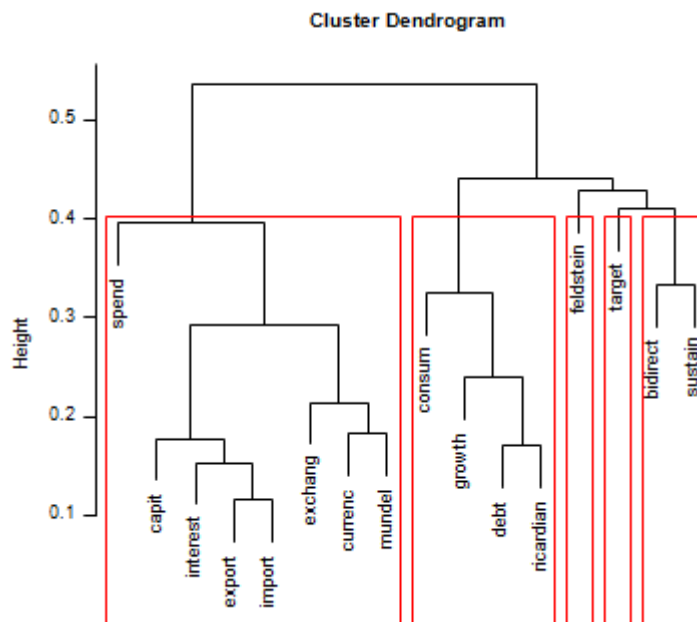 Cluster Dendrogram
Height
0.5
0.4
0.3
0.2
0.1
spend
capit
interest
export
import
exchang
currenc
mundel
consum
growth
debt
ricardian
feldstein
target
bidirect
sustain